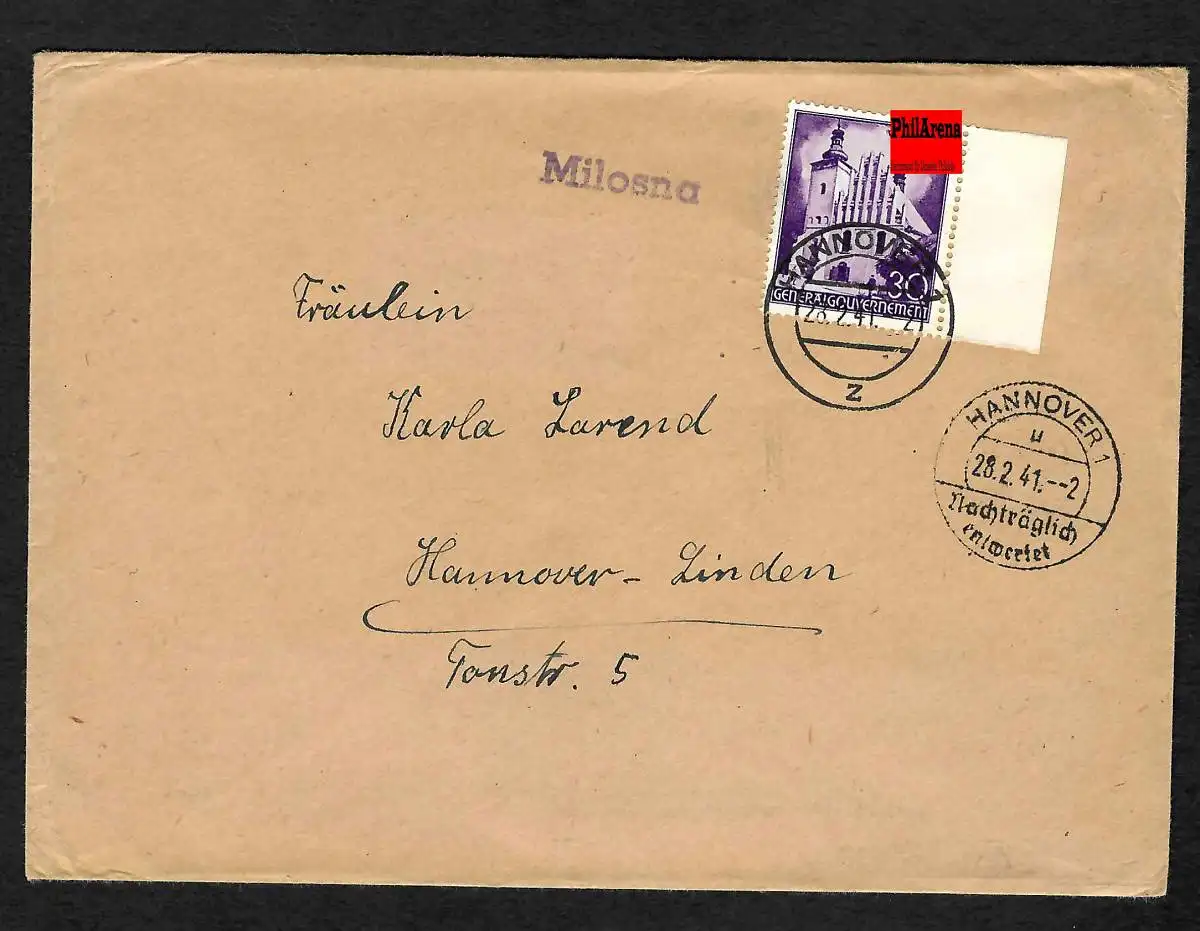 Milosna
PhilArena
30
GENERALGOUVERNEMENT
HANNOVER 1
28.2.41.
Z
Fräulein
Karla Larend
Hannover-Linden
Tonstr. 5
HANNOVER 1
u
28.2.41.--2
Nachträglich
entwertet